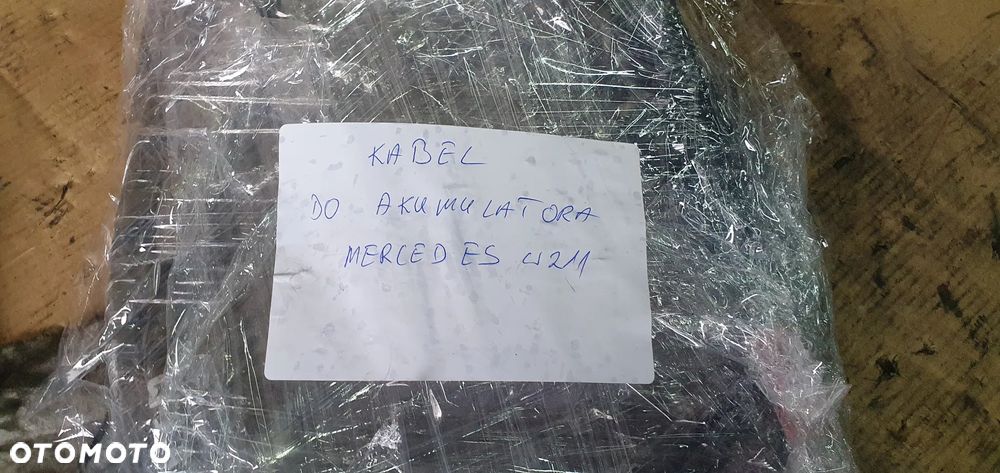 KABEL
DO AKUMULATORA
MERCEDES W211
OTOMOTO